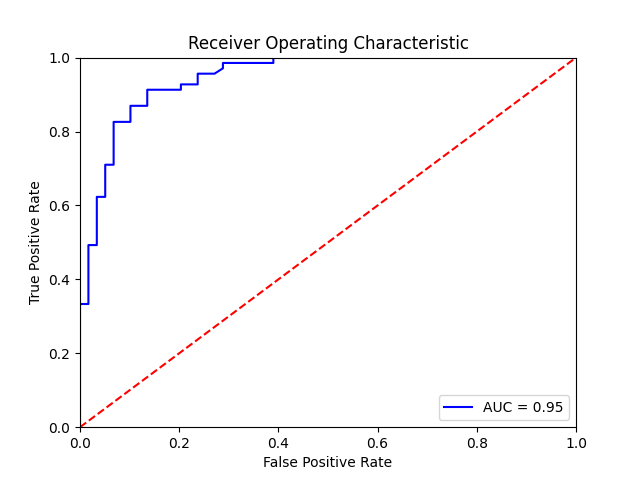 Receiver Operating Characteristic
True Positive Rate
1.0
0.8
0.6
0.4
0.2
0.0
AUC = 0.95
0.0 0.2 0.4 0.6 0.8 1.0
False Positive Rate